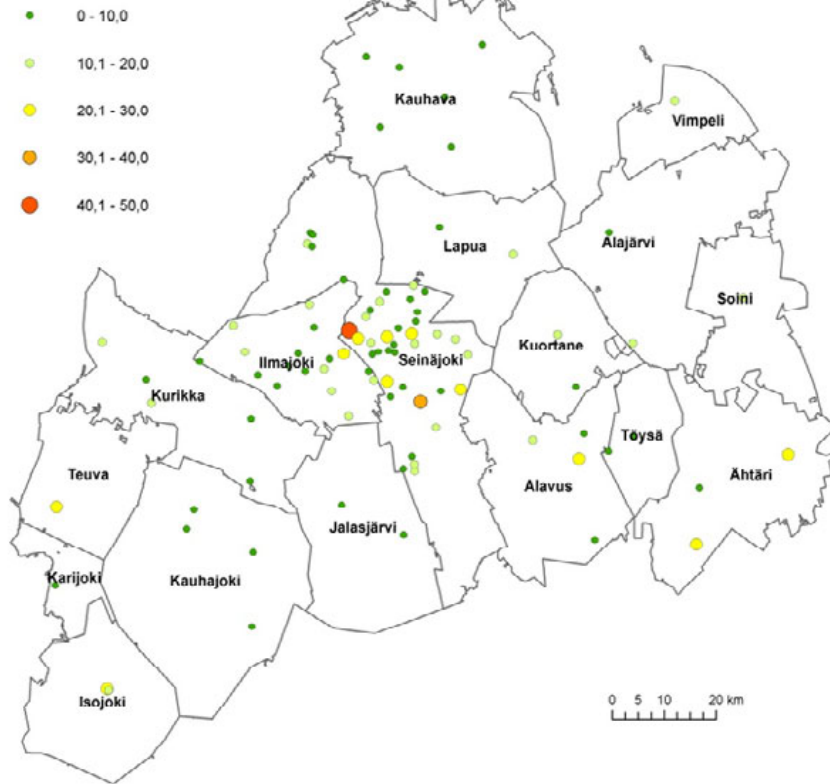 0 - 10,0
10,1 - 20,0
20,1 - 30,0
30,1 - 40,0
40,1 - 50,0
Kauhava
Vimpeli
Lapua
Alajärvi
Soini
Kuortane
Ilmajoki
Seinäjoki
Kurikka
Töysä
Teuva
Alavus
Ähtäri
Jalasjärvi
Karijoki
Kauhajoki
Isojoki
0 5 10 20 km